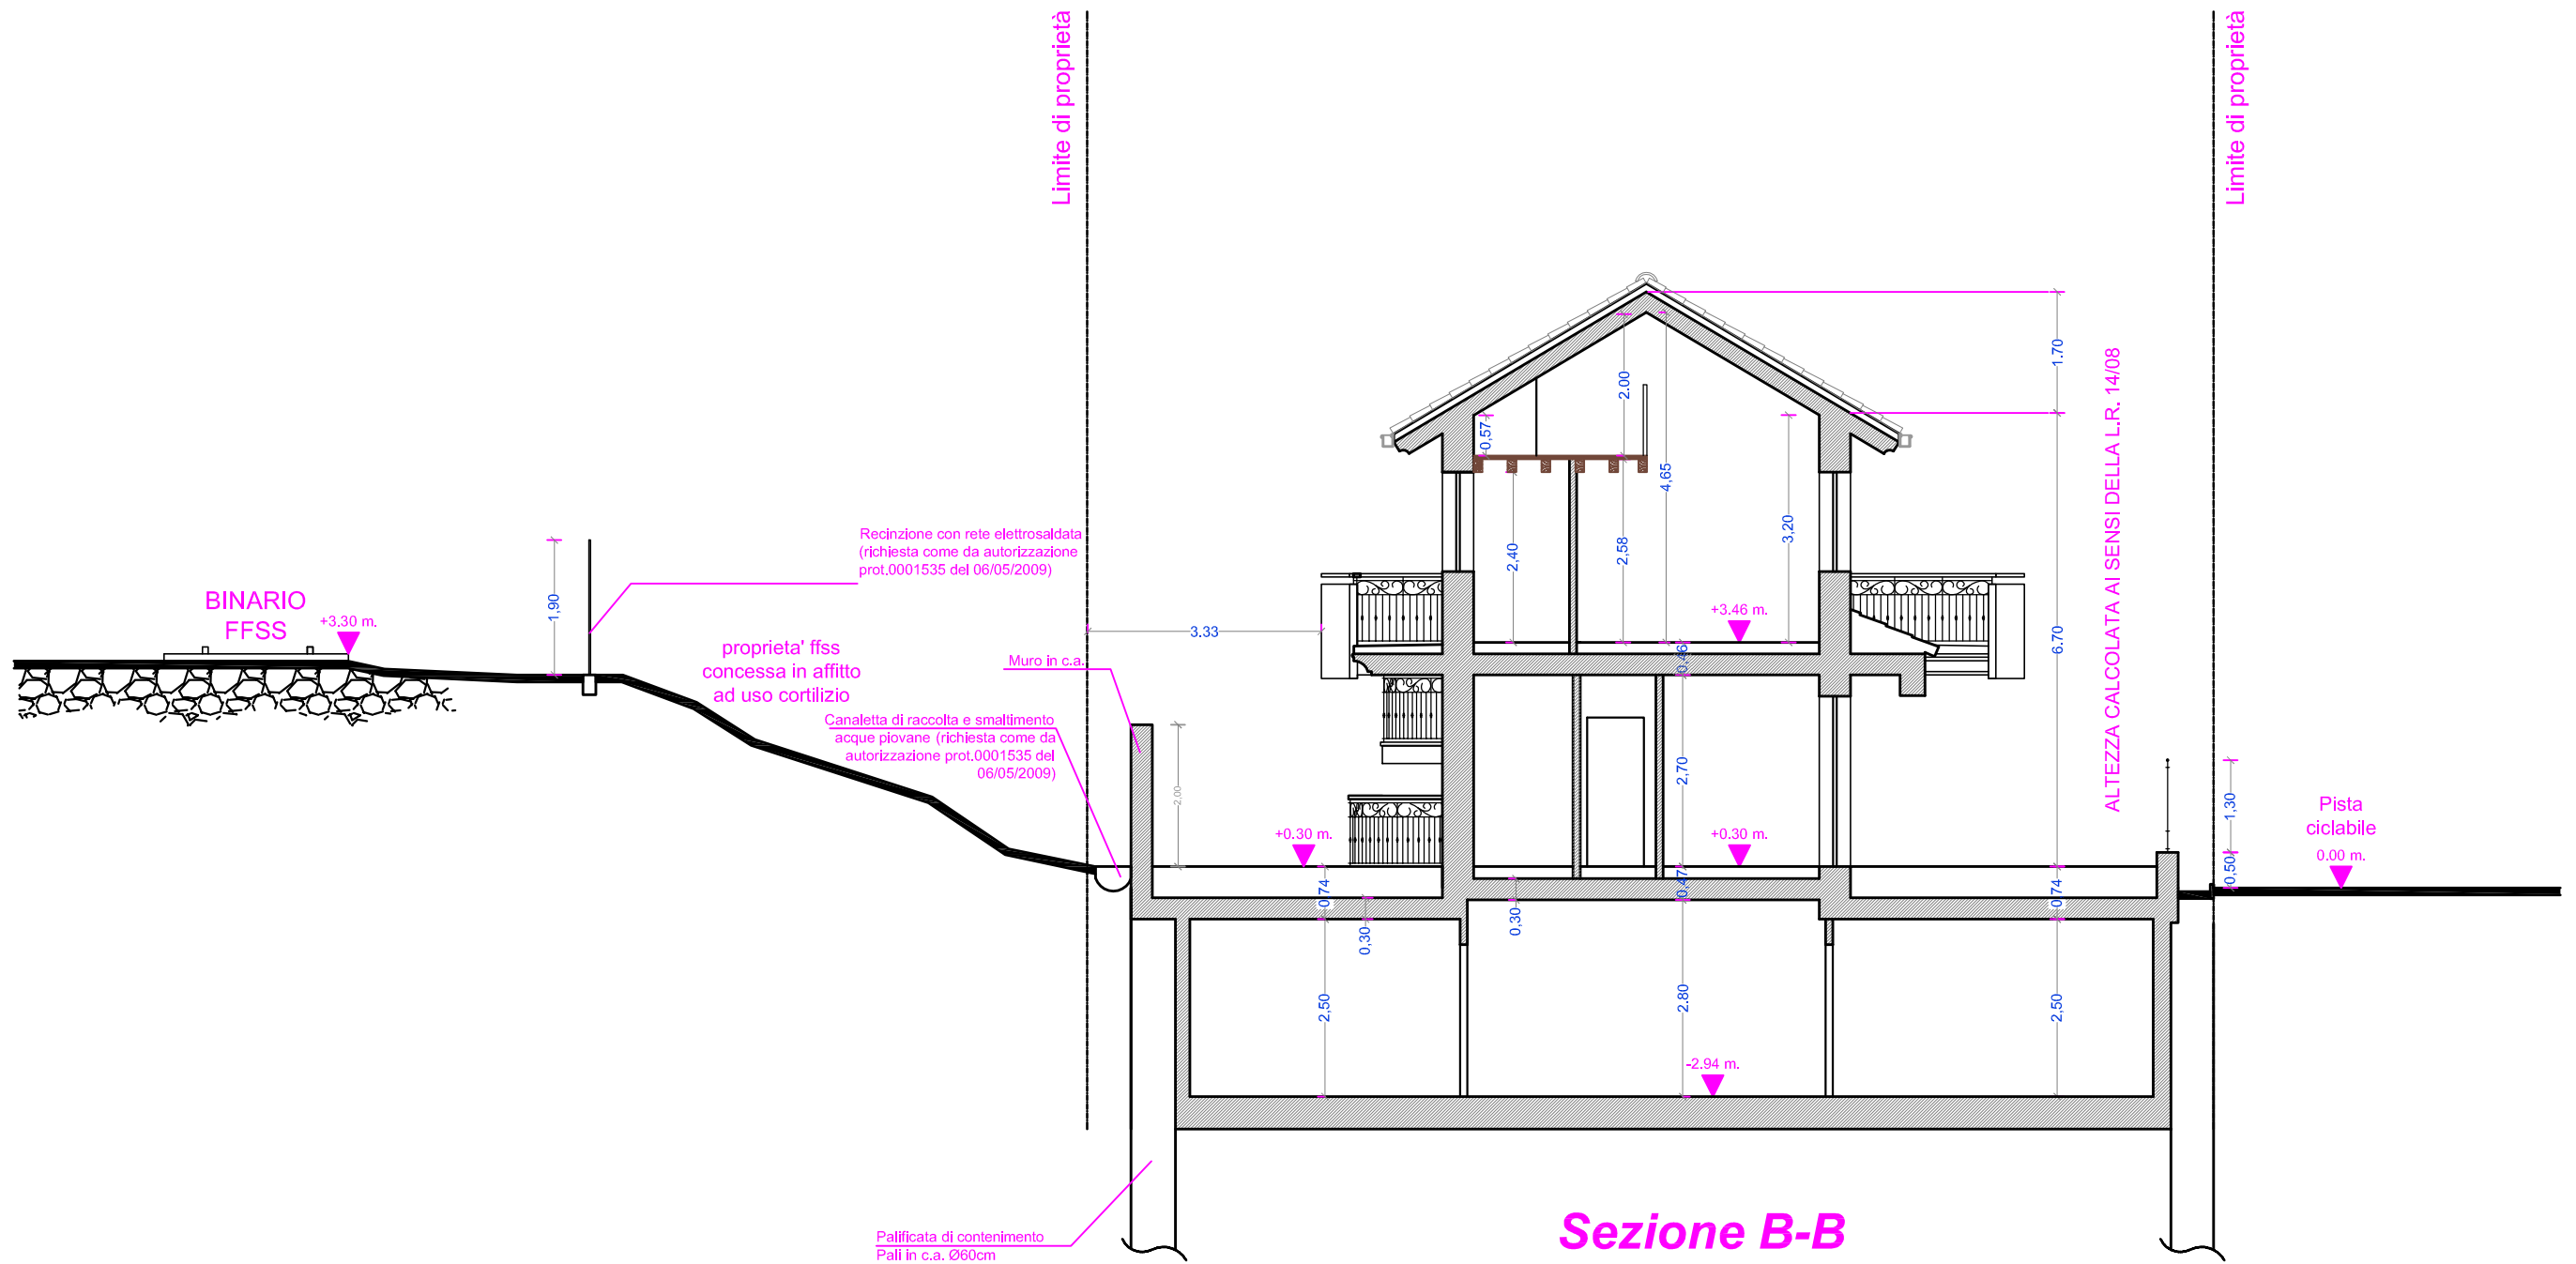 Limite di proprietà
Limite di proprietà
1.70
2.00
0,57
4,65
ALTEZZA CALCOLATA AI SENSI DELLA L.R. 14/08
Recinzione con rete elettrosaldata
(richiesta come da autorizzazione
prot.0001535 del 06/05/2009)
2,40
2,58
3,20
1,90
BINARIO
FFSS
+3,30 m.
+3.46 m.
3.33
6.70
proprieta' ffss
concessa in affitto
ad uso cortilizio
Muro in c.a.
0,46
Canaletta di raccolta e smaltimento
acque piovane (richiesta come da
autorizzazione prot.0001535 del
06/05/2009)
2,00
2,70
1,30
Pista
ciclabile
0.00 m.
+0.30 m.
+0.30 m.
0,50
0,74
0,47
0,74
0,30
0,30
2,50
2.80
2,50
-2.94 m.
Palificata di contenimento
Pali in c.a. Ø60cm
Sezione B-B